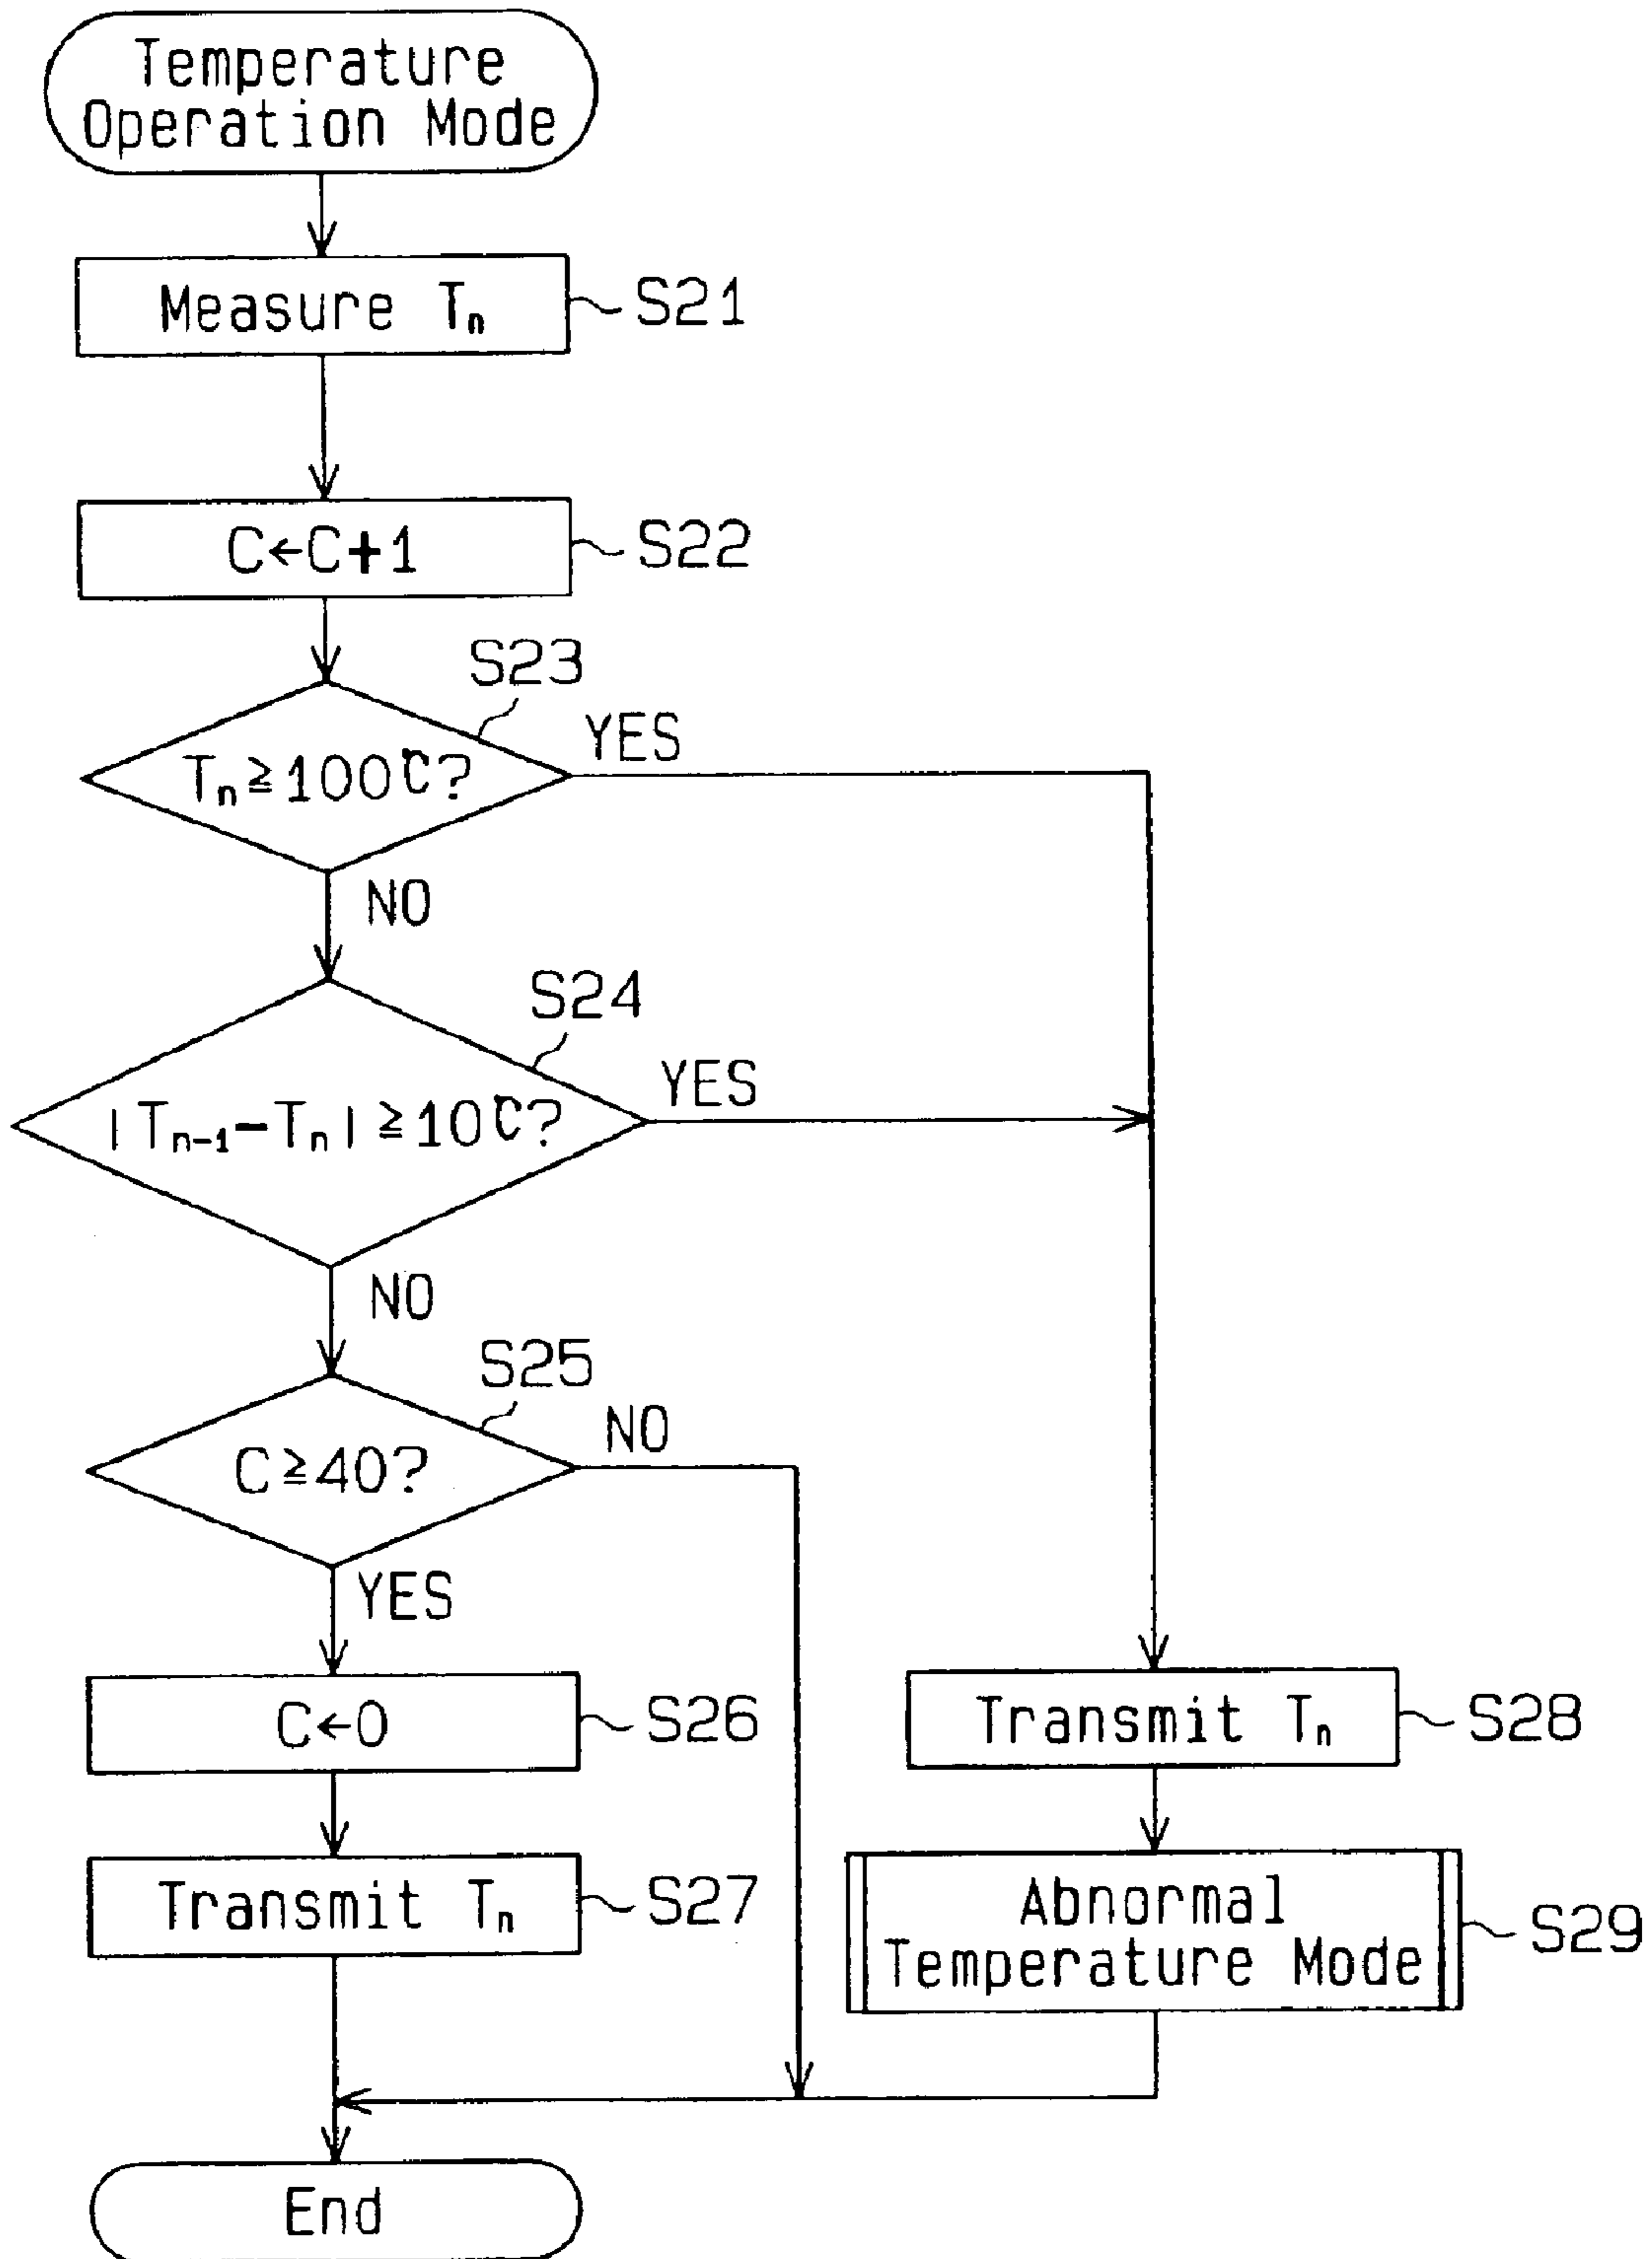 Temperature
Operation Mode
Measure Tn
S21
C←C+1
S22
S23
Tn≧100℃?
YES
NO
S24
|Tn-1−Tn|≧10℃?
YES
NO
S25
C≧40?
NO
YES
C←0
S26
Transmit Tn
S28
Transmit Tn
S27
Abnormal
Temperature Mode
S29
End